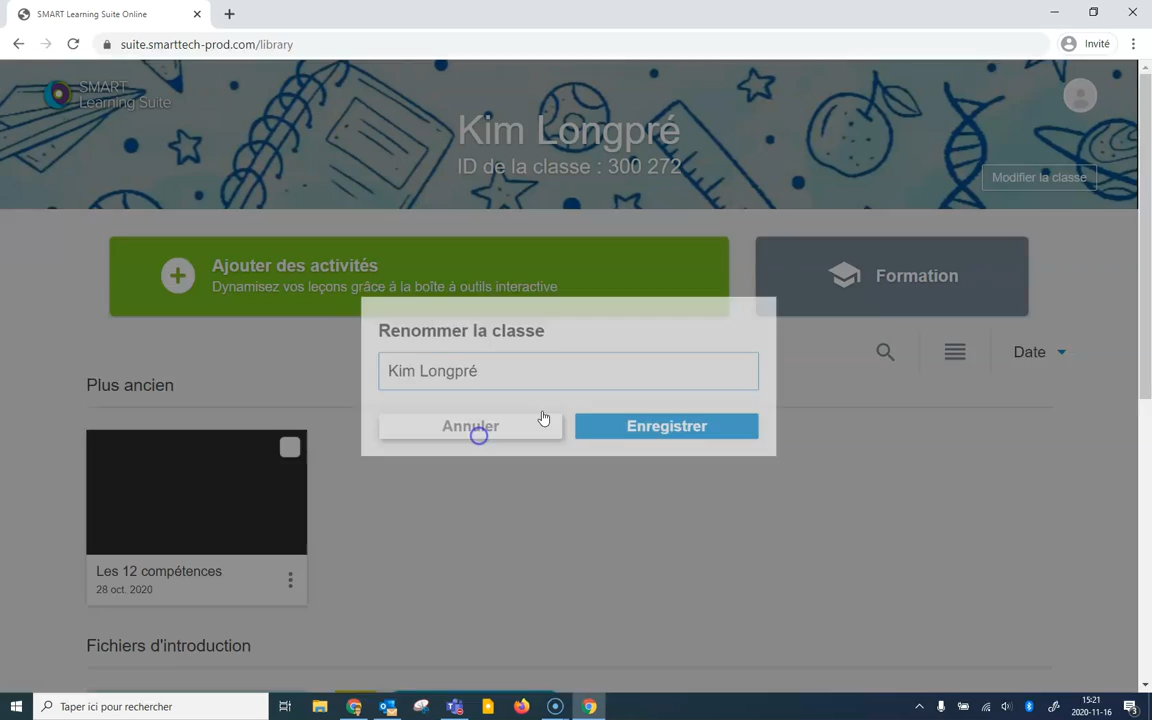 SMART Learning Suite Online
suite.smarttech-prod.com/library
Invité
SMART
Learning Suite
Kim Longpré
ID de la classe : 300 272
Modifier la classe
Ajouter des activités
Dynamisez vos leçons grâce à la boîte à outils interactive
Formation
Renommer la classe
Kim Longpré
Annuler
Enregistrer
Date
Plus ancien
Les 12 compétences
28 oct. 2020
Fichiers d'introduction
Taper ici pour rechercher
15:21
2020-11-16
3